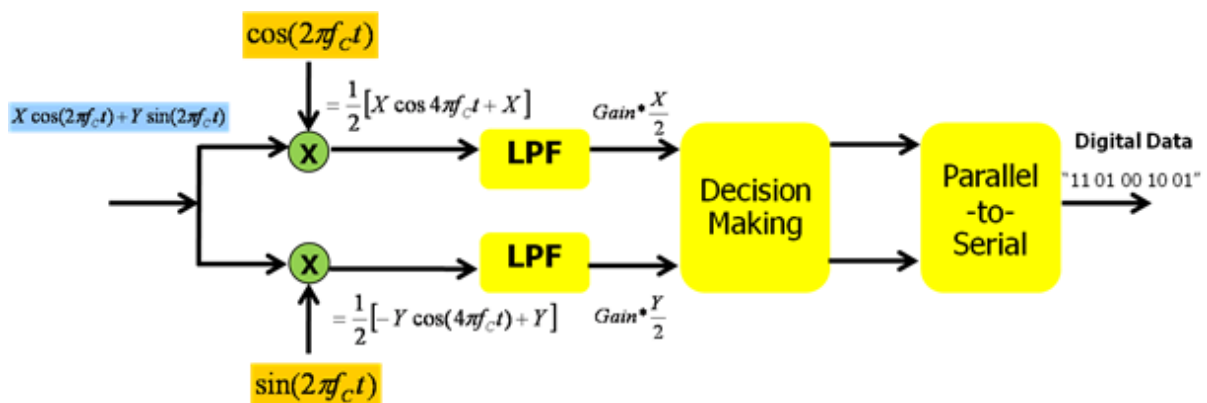 cos(2πf_C t)
= 1/2 [X cos 4πf_C t + X]
X cos(2πf_C t) + Y sin(2πf_C t)
Gain* X/2
X
LPF
Decision
Making
Parallel
-to-
Serial
Digital Data
"11 01 00 10 01"
X
LPF
= 1/2 [-Y cos(4πf_C t) + Y]
Gain* Y/2
sin(2πf_C t)